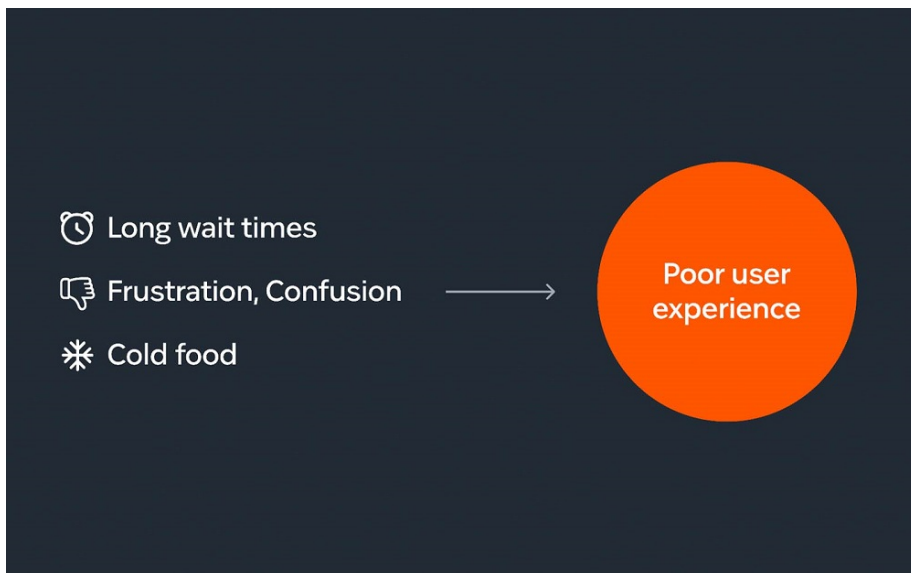 Long wait times
Frustration, Confusion
Cold food
Poor user
experience